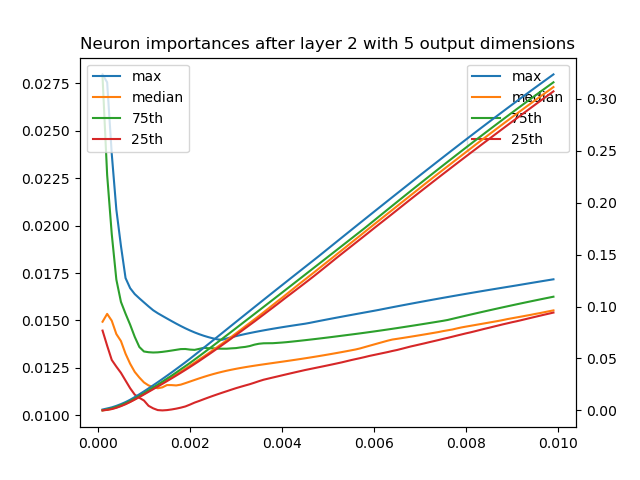 Neuron importances after layer 2 with 5 output dimensions
max
median
75th
25th
max
median
75th
25th
0.0275
0.0250
0.0225
0.0200
0.0175
0.0150
0.0125
0.0100
0.30
0.25
0.20
0.15
0.10
0.05
0.00
0.000 0.002 0.004 0.006 0.008 0.010